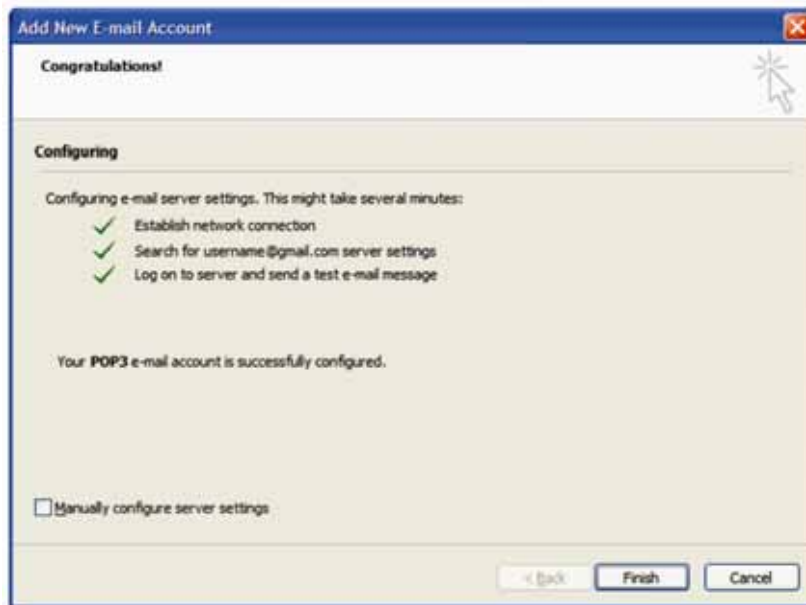 Add New E-mail Account
Congratulations!
Configuring
Configuring e-mail server settings. This might take several minutes:
Establish network connection
Search for username@gmail.com server settings
Log on to server and send a test e-mail message
Your POP3 e-mail account is successfully configured.
Manually configure server settings
< Back Finish Cancel